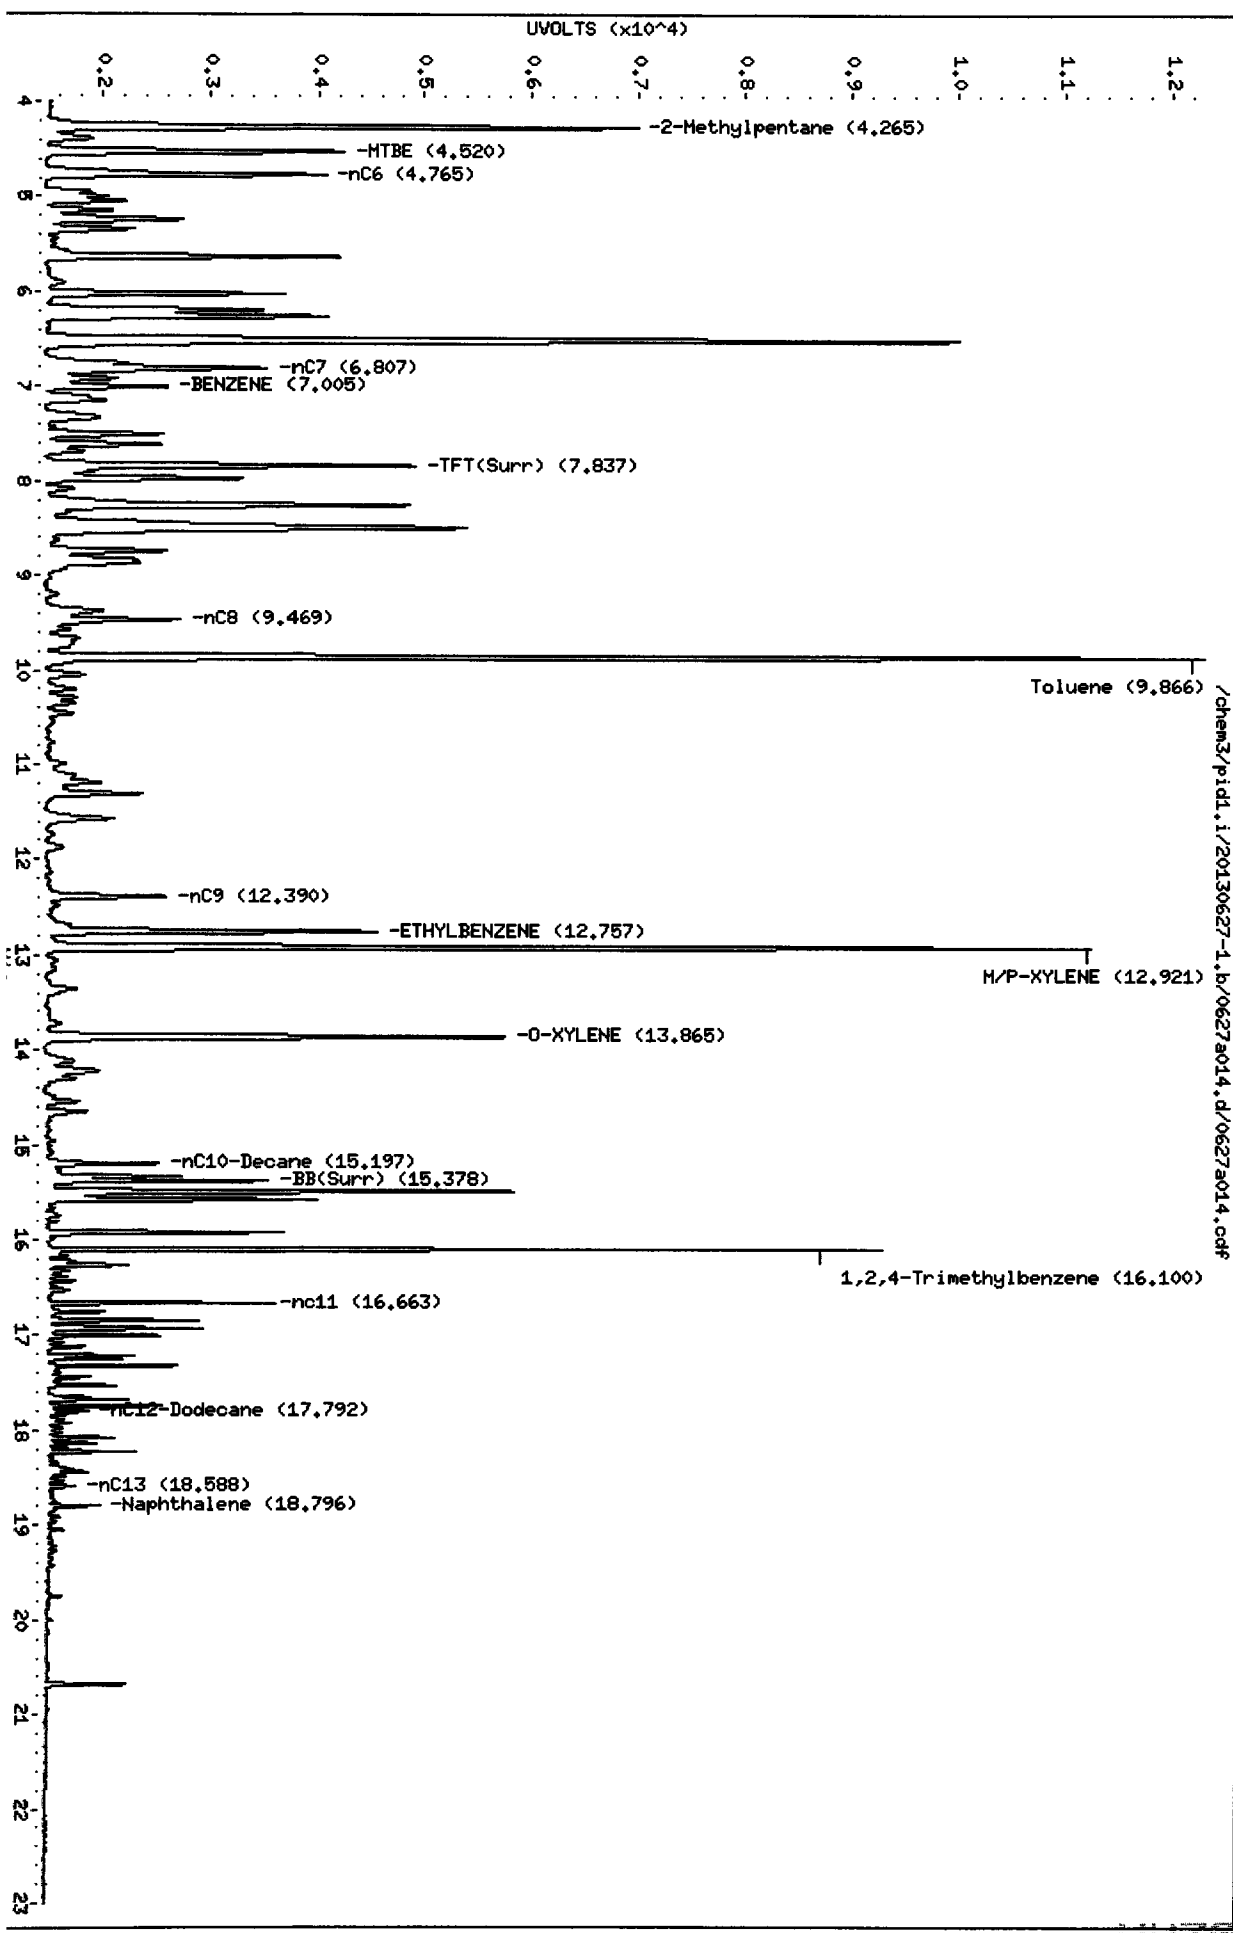 UVOLTS (x10^4)
0.2
0.3
0.4
0.5
0.6
0.7
0.8
0.9
1.0
1.1
1.2
4
-2-Methylpentane (4.265)
-MTBE (4.520)
-nC6 (4.765)
5
6
-nC7 (6.807)
7
-BENZENE (7.005)
-TFT(Surr) (7.837)
8
9
-nC8 (9.469)
10
Toluene (9.866)
/chem3/pid1.i/20130627-1.b/0627a014.d/0627a014.cdf
11
12
-nC9 (12.390)
-ETHYLBENZENE (12.757)
13
M/P-XYLENE (12.921)
-O-XYLENE (13.865)
14
15
-nC10-Decane (15.197)
-BB(Surr) (15.378)
16
1,2,4-Trimethylbenzene (16.100)
-nc11 (16.663)
17
-nC12-Dodecane (17.792)
18
-nC13 (18.588)
-Naphthalene (18.796)
19
20
21
22
23